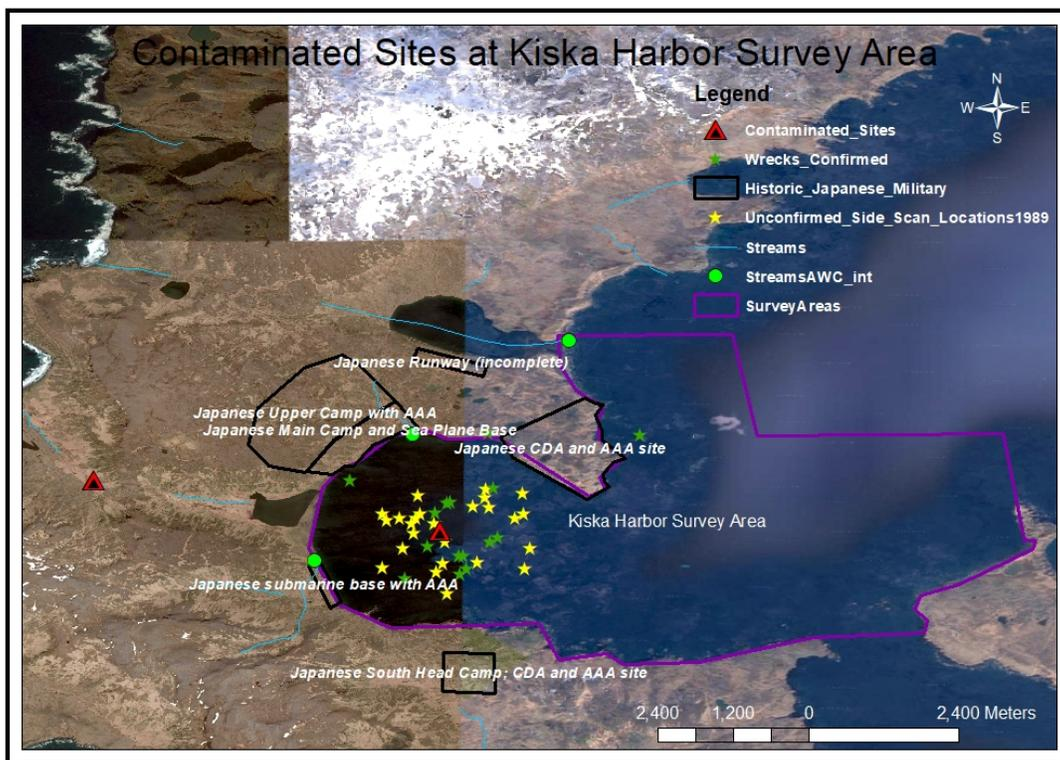 Contaminated Sites at Kiska Harbor Survey Area
Legend
N
W E
S
Contaminated_Sites
Wrecks_Confirmed
Historic_Japanese_Military
Unconfirmed_Side_Scan_Locations1989
Streams
StreamsAWC_int
SurveyAreas
Japanese Runway (incomplete)
Japanese Upper Camp with AAA
Japanese Main Camp and Sea Plane Base
Japanese CDA and AAA site
Kiska Harbor Survey Area
Japanese submarine base with AAA
Japanese South Head Camp; CDA and AAA site
2,400 1,200 0 2,400 Meters